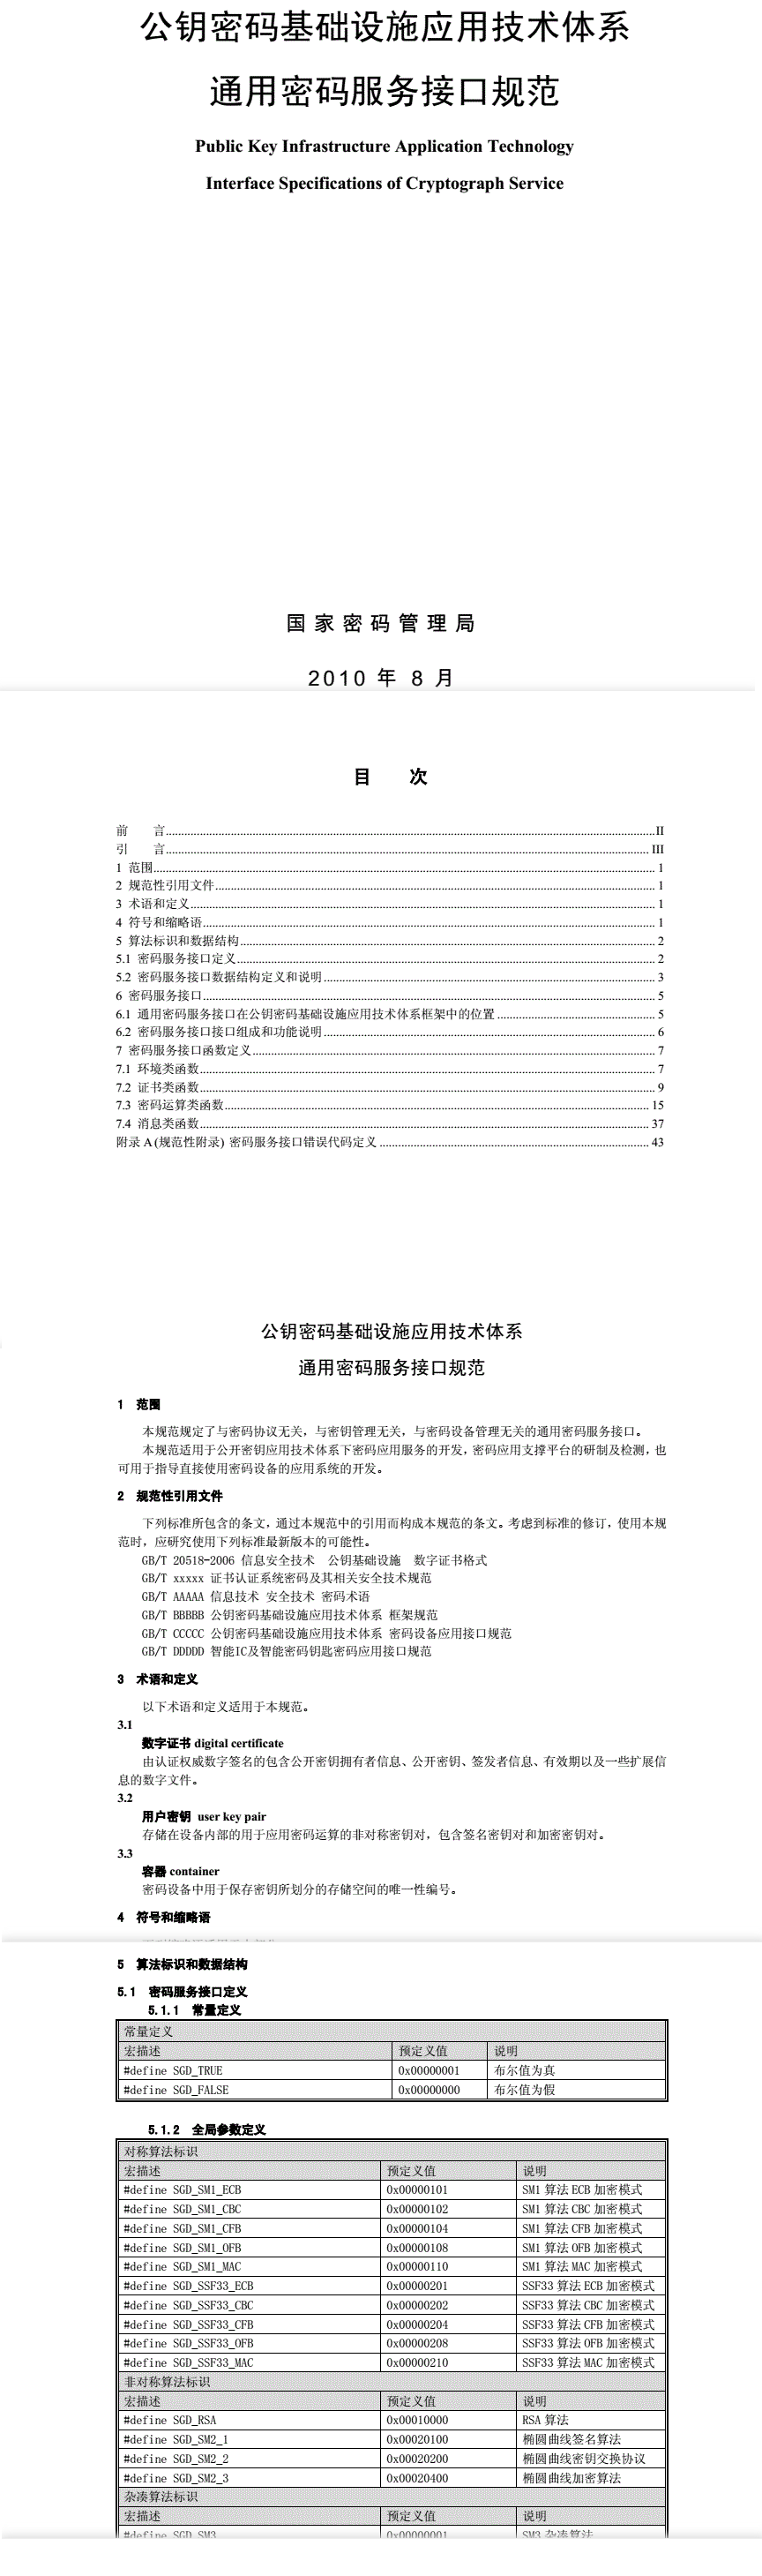 公钥密码基础设施应用技术体系
通用密码服务接口规范
Public Key Infrastructure Application Technology
Interface Specifications of Cryptograph Service
国家密码管理局
2010 年 8 月
目 次
前 言 II
引 言 III
1 范围 1
2 规范性引用文件 1
3 术语和定义 1
4 符号和缩略语 1
5 算法标识和数据结构 2
5.1 密码服务接口定义 2
5.2 密码服务接口数据结构定义和说明 3
6 密码服务接口 5
6.1 通用密码服务接口在公钥密码基础设施应用技术体系框架中的位置 5
6.2 密码服务接口接口组成和功能说明 6
7 密码服务接口函数定义 7
7.1 环境类函数 7
7.2 证书类函数 9
7.3 密码运算类函数 15
7.4 消息类函数 37
附录 A (规范性附录) 密码服务接口错误代码定义 43
公钥密码基础设施应用技术体系
通用密码服务接口规范
1 范围
本规范规定了与密码协议无关，与密钥管理无关，与密码设备管理无关的通用密码服务接口。
本规范适用于公开密钥应用技术体系下密码应用服务的开发，密码应用支撑平台的研制及检测，也
可用于指导直接使用密码设备的应用系统的开发。
2 规范性引用文件
下列标准所包含的条文，通过本规范中的引用而构成本规范的条文。考虑到标准的修订，使用本规
范时，应研究使用下列标准最新版本的可能性。
GB/T 20518-2006 信息安全技术 公钥基础设施 数字证书格式
GB/T xxxxx 证书认证系统密码及其相关安全技术规范
GB/T AAAAA 信息技术 安全技术 密码术语
GB/T BBBBB 公钥密码基础设施应用技术体系 框架规范
GB/T CCCCC 公钥密码基础设施应用技术体系 密码设备应用接口规范
GB/T DDDDD 智能IC及智能密码钥匙密码应用接口规范
3 术语和定义
以下术语和定义适用于本规范。
3.1
数字证书 digital certificate
由认证权威数字签名的包含公开密钥拥有者信息、公开密钥、签发者信息、有效期以及一些扩展信
息的数字文件。
3.2
用户密钥 user key pair
存储在设备内部的用于应用密码运算的非对称密钥对，包含签名密钥对和加密密钥对。
3.3
容器 container
密码设备中用于保存密钥所划分的存储空间的唯一性编号。
4 符号和缩略语
5 算法标识和数据结构
5.1 密码服务接口定义
5.1.1 常量定义
常量定义
宏描述 预定义值 说明
#define SGD_TRUE 0x00000001 布尔值为真
#define SGD_FALSE 0x00000000 布尔值为假
5.1.2 全局参数定义
对称算法标识
宏描述 预定义值 说明
#define SGD_SM1_ECB 0x00000101 SM1 算法 ECB 加密模式
#define SGD_SM1_CBC 0x00000102 SM1 算法 CBC 加密模式
#define SGD_SM1_CFB 0x00000104 SM1 算法 CFB 加密模式
#define SGD_SM1_OFB 0x00000108 SM1 算法 OFB 加密模式
#define SGD_SM1_MAC 0x00000110 SM1 算法 MAC 加密模式
#define SGD_SSF33_ECB 0x00000201 SSF33 算法 ECB 加密模式
#define SGD_SSF33_CBC 0x00000202 SSF33 算法 CBC 加密模式
#define SGD_SSF33_CFB 0x00000204 SSF33 算法 CFB 加密模式
#define SGD_SSF33_OFB 0x00000208 SSF33 算法 OFB 加密模式
#define SGD_SSF33_MAC 0x00000210 SSF33 算法 MAC 加密模式
非对称算法标识
宏描述 预定义值 说明
#define SGD_RSA 0x00010000 RSA 算法
#define SGD_SM2_1 0x00020100 椭圆曲线签名算法
#define SGD_SM2_2 0x00020200 椭圆曲线密钥交换协议
#define SGD_SM2_3 0x00020400 椭圆曲线加密算法
杂凑算法标识
宏描述 预定义值 说明
#define SGD_SM3 0x00000001 SM3 杂凑算法